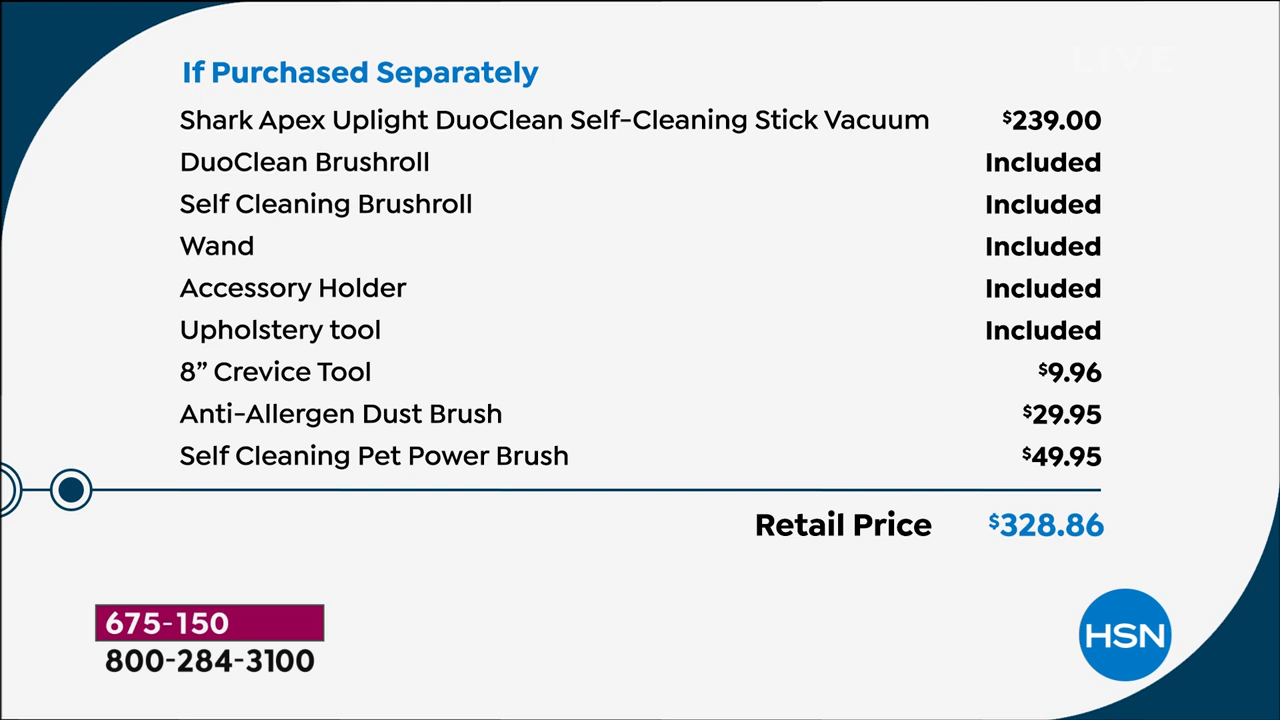 LIVE
If Purchased Separately
Shark Apex Uplight DuoClean Self-Cleaning Stick Vacuum $239.00
DuoClean Brushroll Included
Self Cleaning Brushroll Included
Wand Included
Accessory Holder Included
Upholstery tool Included
8” Crevice Tool $9.96
Anti-Allergen Dust Brush $29.95
Self Cleaning Pet Power Brush $49.95
Retail Price $328.86
675-150
800-284-3100
HSN